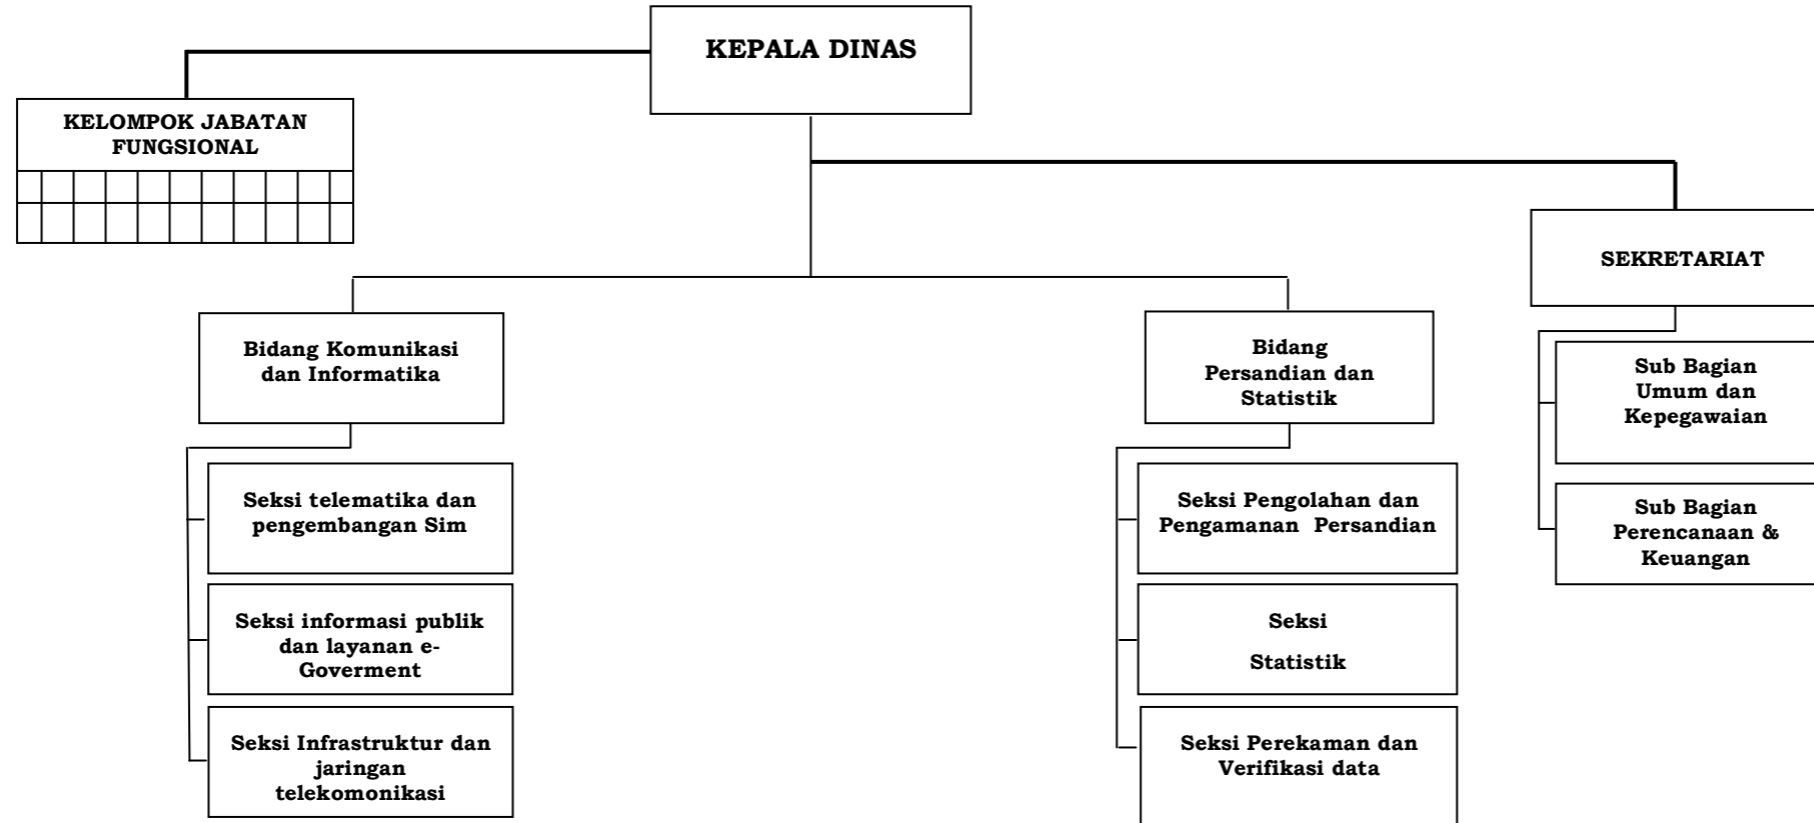 KEPALA DINAS
KELOMPOK JABATAN
FUNGSIONAL
SEKRETARIAT
Bidang Komunikasi
dan Informatika
Bidang
Persandian dan
Statistik
Sub Bagian
Umum dan
Kepegawaian
Sub Bagian
Perencanaan &
Keuangan
Seksi telematika dan
pengembangan Sim
Seksi informasi publik
dan layanan e-
Goverment
Seksi Infrastruktur dan
jaringan
telekomonikasi
Seksi Pengolahan dan
Pengamanan  Persandian
Seksi
Statistik
Seksi Perekaman dan
Verifikasi data